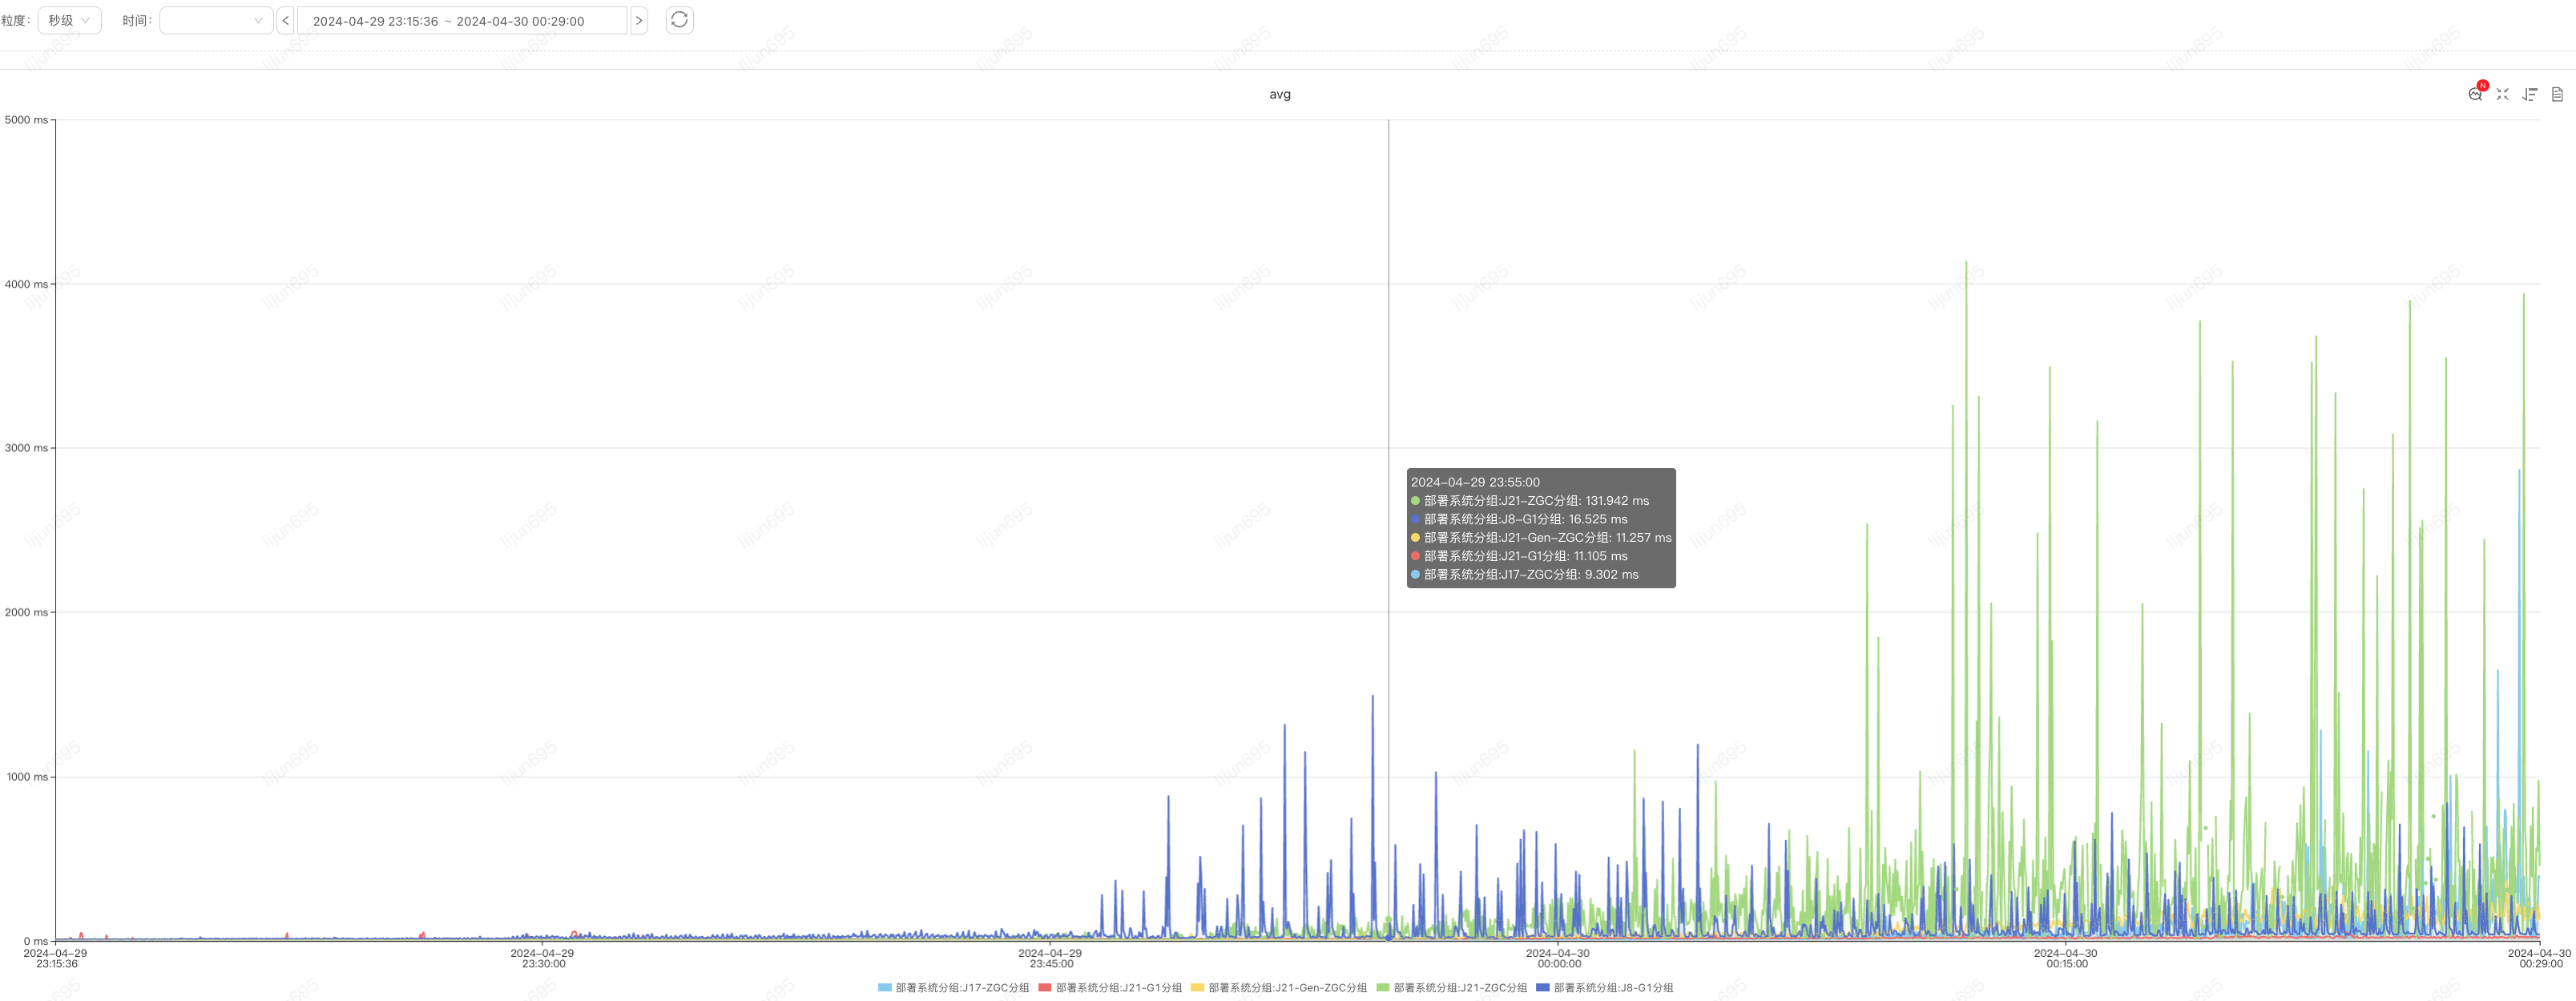 粒度: 秒级 时间: < 2024-04-29 23:15:36 ~ 2024-04-30 00:29:00 >
avg
N
5000 ms
4000 ms
3000 ms
2000 ms
1000 ms
0 ms
2024-04-29 23:55:00
部署系统分组:J21-ZGC分组: 131.942 ms
部署系统分组:J8-G1分组: 16.525 ms
部署系统分组:J21-Gen-ZGC分组: 11.257 ms
部署系统分组:J21-G1分组: 11.105 ms
部署系统分组:J17-ZGC分组: 9.302 ms
2024-04-29 2024-04-29 2024-04-29 2024-04-30 2024-04-30 2024-04-30
23:15:36 23:30:00 23:45:00 00:00:00 00:15:00 00:29:00
部署系统分组:J17-ZGC分组 部署系统分组:J21-G1分组 部署系统分组:J21-Gen-ZGC分组 部署系统分组:J21-ZGC分组 部署系统分组:J8-G1分组